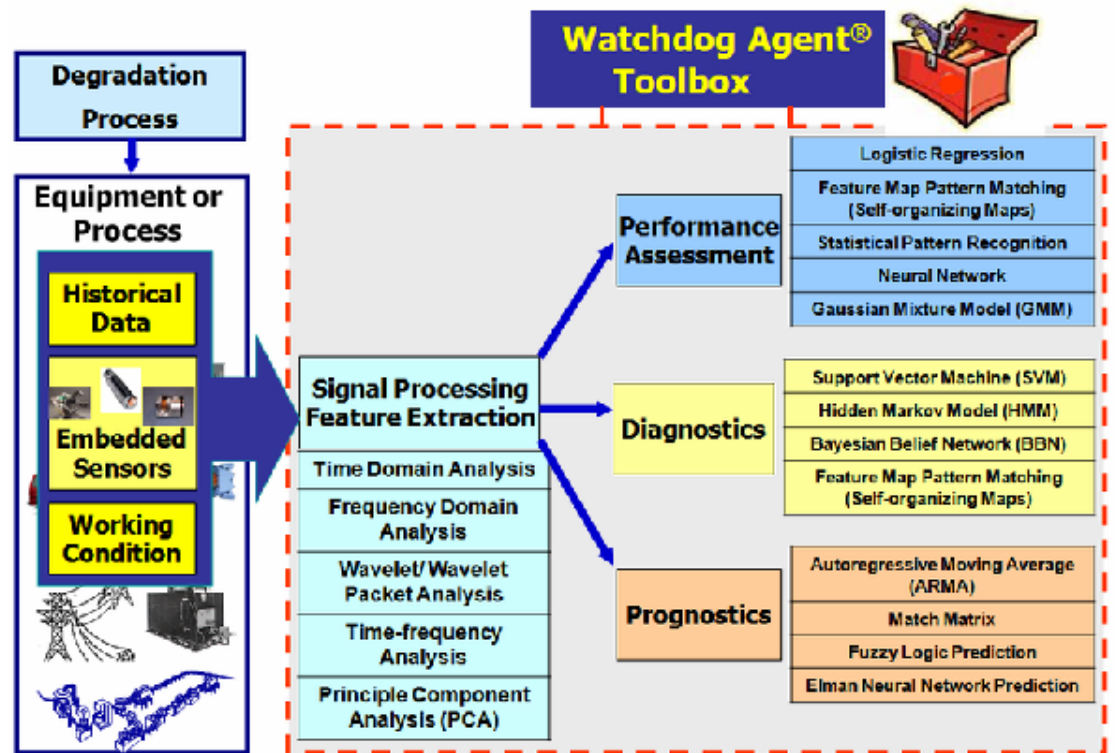 Watchdog Agent®
Toolbox
Degradation
Process
Equipment or
Process
Historical
Data
Embedded
Sensors
Working
Condition
Signal Processing
Feature Extraction
Time Domain Analysis
Frequency Domain
Analysis
Wavelet/ Wavelet
Packet Analysis
Time-frequency
Analysis
Principle Component
Analysis (PCA)
Performance
Assessment
Logistic Regression
Feature Map Pattern Matching
(Self-organizing Maps)
Statistical Pattern Recognition
Neural Network
Gaussian Mixture Model (GMM)
Diagnostics
Support Vector Machine (SVM)
Hidden Markov Model (HMM)
Bayesian Belief Network (BBN)
Feature Map Pattern Matching
(Self-organizing Maps)
Prognostics
Autoregressive Moving Average
(ARMA)
Match Matrix
Fuzzy Logic Prediction
Elman Neural Network Prediction